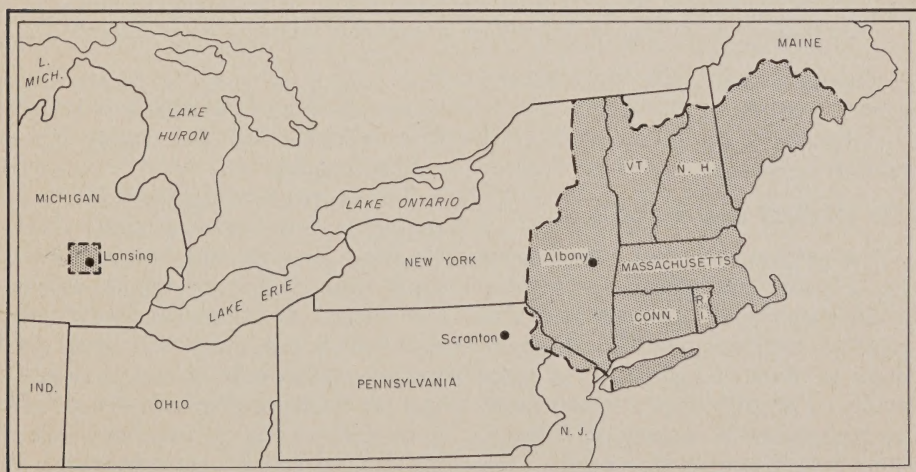 MAINE
L.
MICH.
LAKE
HURON
VT.
N. H.
MICHIGAN
LAKE ONTARIO
Lansing
NEW YORK
Albany
MASSACHUSETTS
LAKE ERIE
R.
I.
CONN.
Scranton
IND.
PENNSYLVANIA
OHIO
N. J.